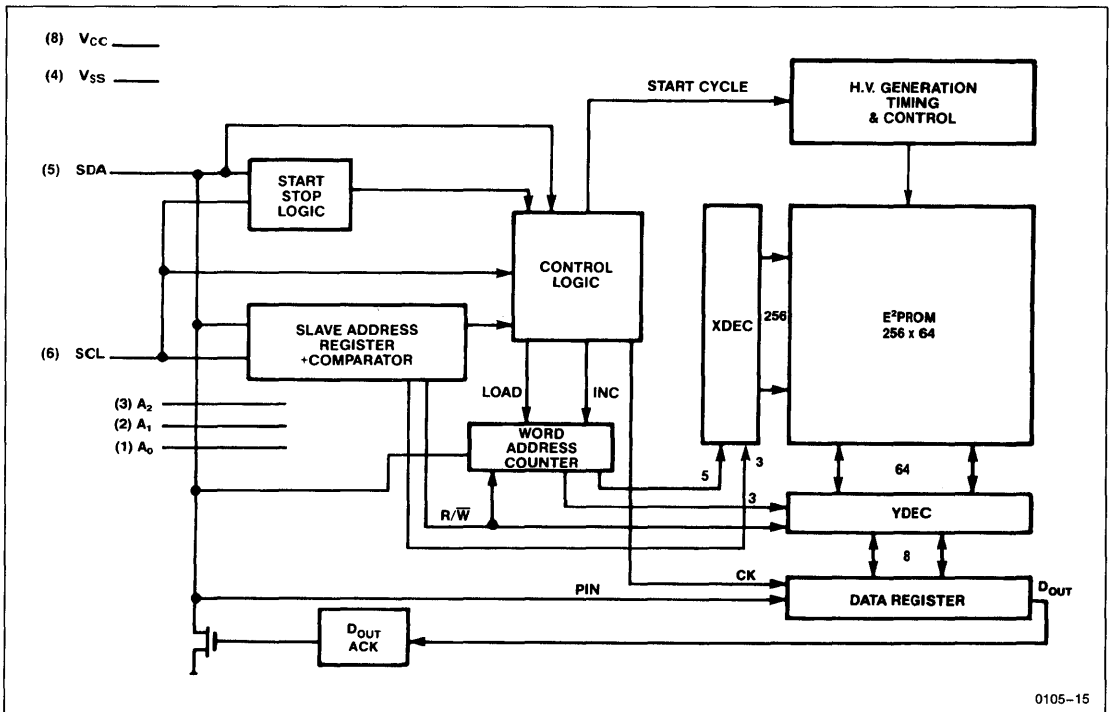 (8) VCC
(4) VSS
START CYCLE
H.V. GENERATION
TIMING
& CONTROL
(5) SDA
START
STOP
LOGIC
CONTROL
LOGIC
XDEC
256
E²PROM
256 x 64
SLAVE ADDRESS
REGISTER
+COMPARATOR
(6) SCL
LOAD
INC
(3) A₂
(2) A₁
(1) A₀
WORD
ADDRESS
COUNTER
5
3
64
3
R/W̅
YDEC
8
CK
PIN
DATA REGISTER
DOUT
DOUT
ACK
0105–15